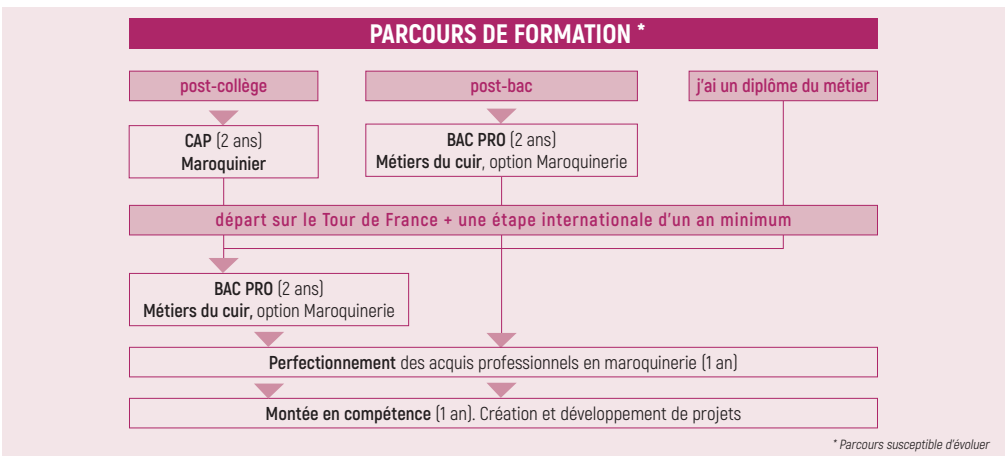 PARCOURS DE FORMATION *
post-collège
post-bac
j'ai un diplôme du métier
CAP (2 ans)
Maroquinier
BAC PRO (2 ans)
Métiers du cuir, option Maroquinerie
départ sur le Tour de France + une étape internationale d'un an minimum
BAC PRO (2 ans)
Métiers du cuir, option Maroquinerie
Perfectionnement des acquis professionnels en maroquinerie (1 an)
Montée en compétence (1 an). Création et développement de projets
* Parcours susceptible d'évoluer